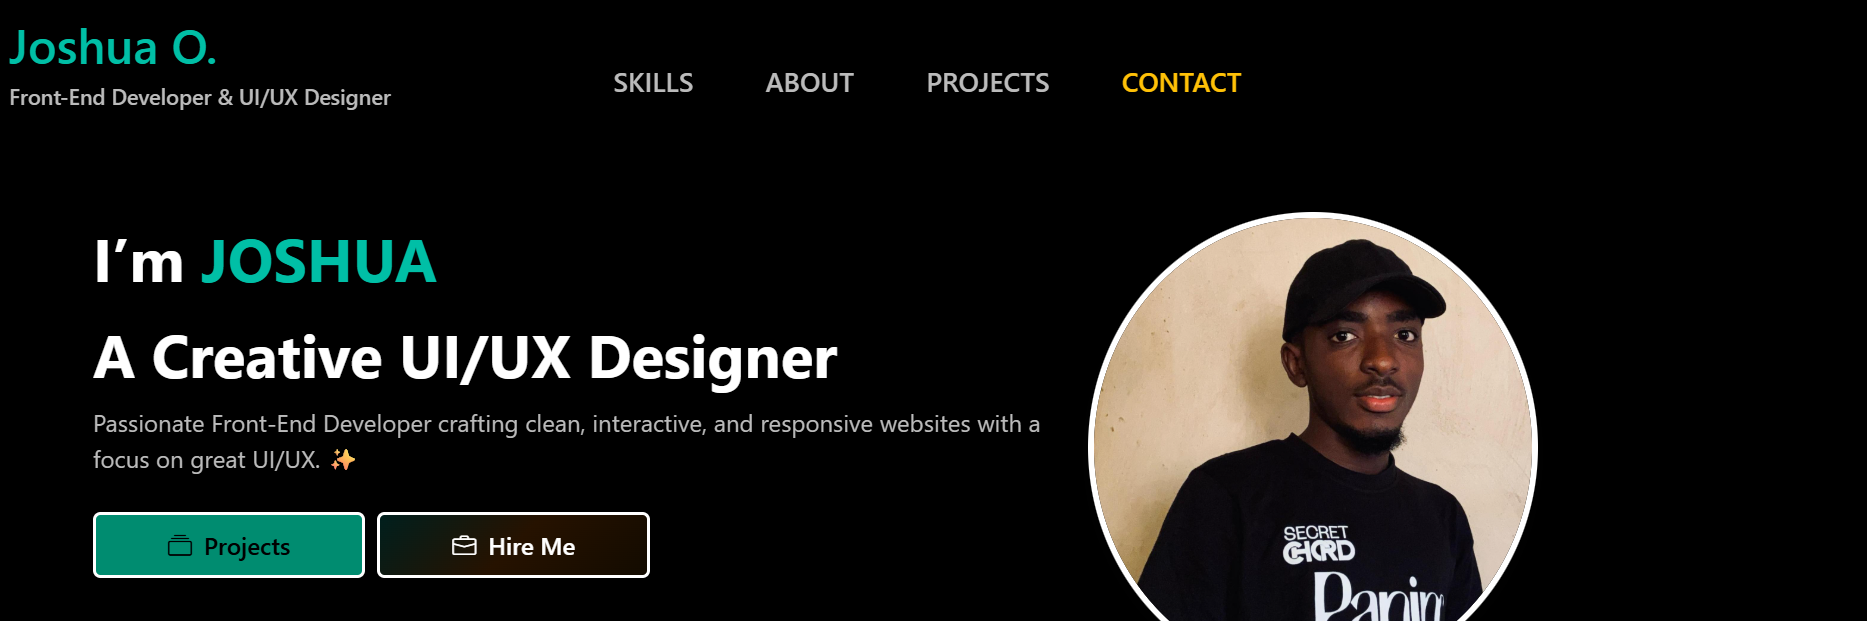 Joshua O.
Front-End Developer & UI/UX Designer
SKILLS ABOUT PROJECTS CONTACT
I’m JOSHUA
A Creative UI/UX Designer
Passionate Front-End Developer crafting clean, interactive, and responsive websites with a
focus on great UI/UX. ✨
Projects Hire Me
SECRET
CHORD